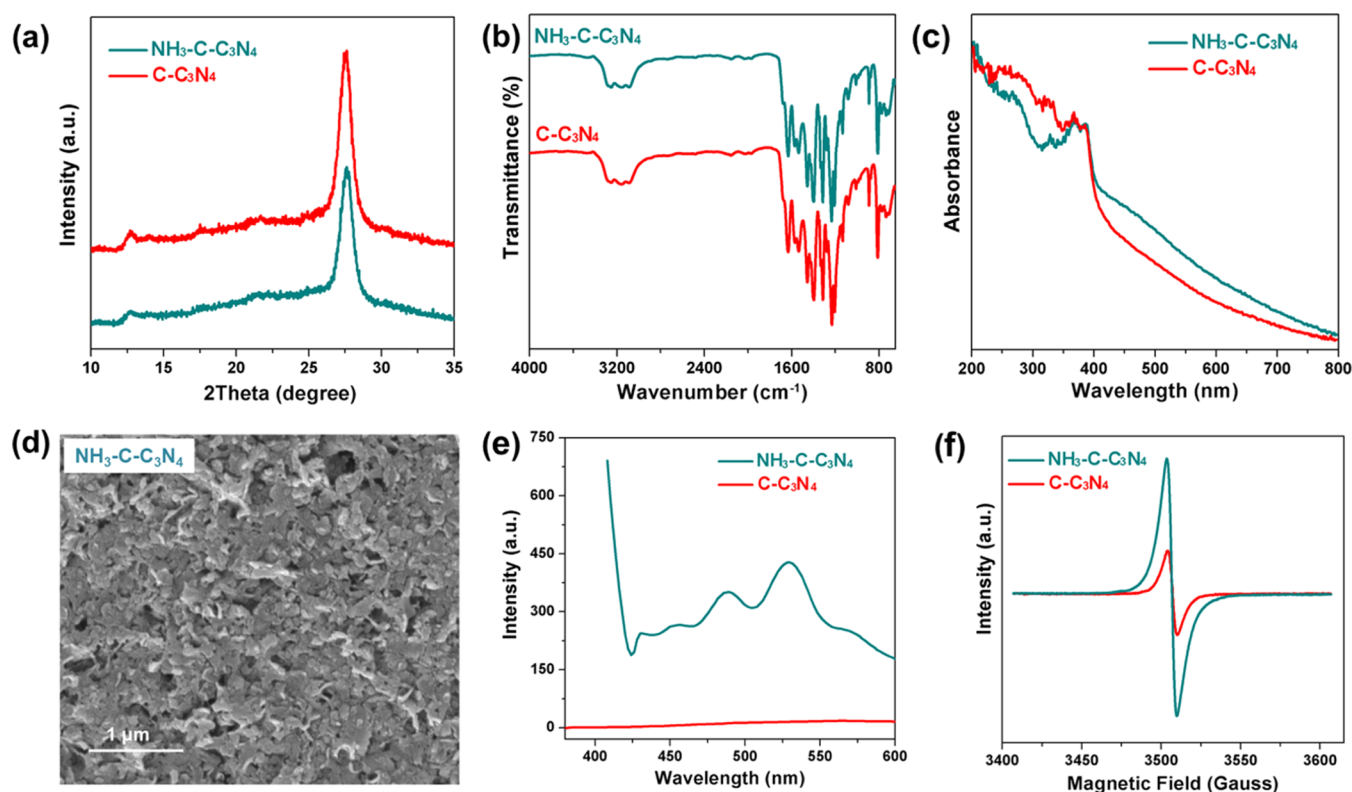 (a)
NH₃-C-C₃N₄
C-C₃N₄
Intensity (a.u.)
10 15 20 25 30 35
2Theta (degree)
(b)
NH₃-C-C₃N₄
C-C₃N₄
Transmittance (%)
4000 3200 2400 1600 800
Wavenumber (cm⁻¹)
(c)
NH₃-C-C₃N₄
C-C₃N₄
Absorbance
200 300 400 500 600 700 800
Wavelength (nm)
(d)
NH₃-C-C₃N₄
1 μm
(e)
NH₃-C-C₃N₄
C-C₃N₄
Intensity (a.u.)
750
600
450
300
150
0
400 450 500 550 600
Wavelength (nm)
(f)
NH₃-C-C₃N₄
C-C₃N₄
Intensity (a.u.)
3400 3450 3500 3550 3600
Magnetic Field (Gauss)